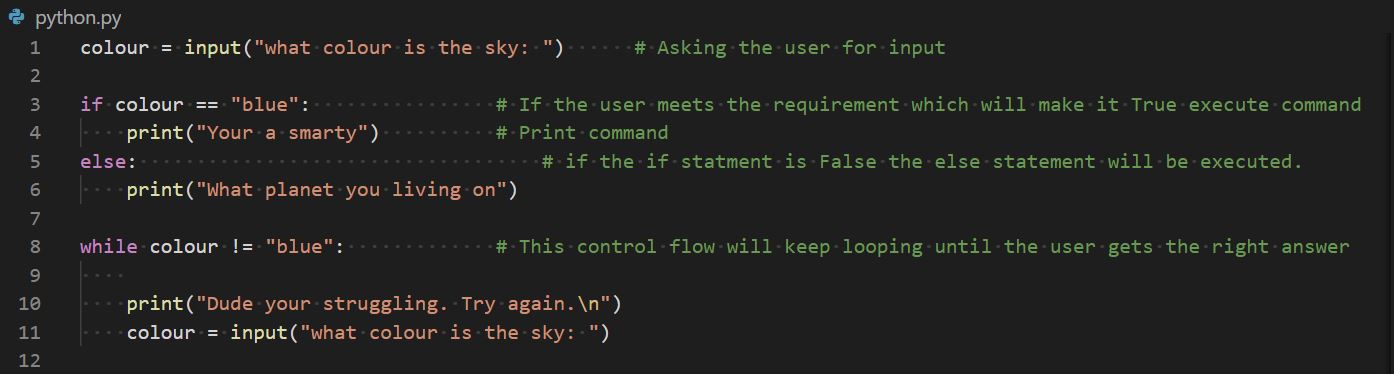 python.py
1 colour = input("what colour is the sky: ")      # Asking the user for input
2
3 if colour == "blue":                # If the user meets the requirement which will make it True execute command
4     print("Your a smarty")          # Print command
5 else:                                   # if the if statment is False the else statement will be executed.
6     print("What planet you living on")
7
8 while colour != "blue":             # This control flow will keep looping until the user gets the right answer
9
10     print("Dude your struggling. Try again.\n")
11     colour = input("what colour is the sky: ")
12